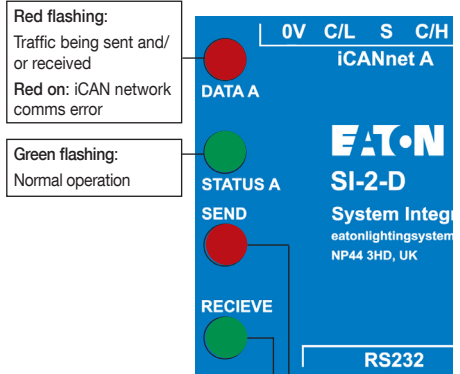 Red flashing:
Traffic being sent and/
or received
Red on: iCAN network
comms error
Green flashing:
Normal operation
0V C/L S C/H
iCANnet A
DATA A
EATON
STATUS A
SI-2-D
SEND
System Integr
eatonlightingsystem
NP44 3HD, UK
RECIEVE
RS232